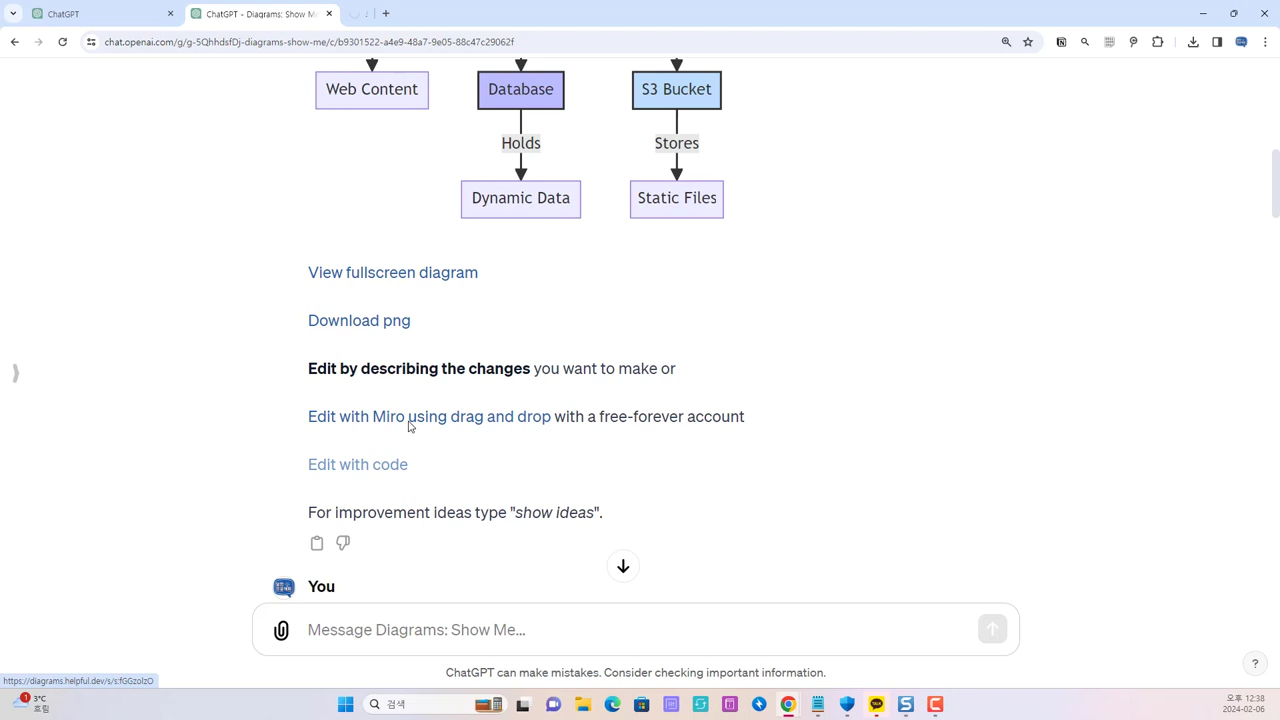 ChatGPT
ChatGPT - Diagrams: Show M
chat.openai.com/g/g-5QhhdsfDj-diagrams-show-me/c/b9301522-a4e9-48a7-9e05-88c47c29062f
Web Content
Database
S3 Bucket
Holds
Stores
Dynamic Data
Static Files
View fullscreen diagram
Download png
Edit by describing the changes you want to make or
Edit with Miro using drag and drop with a free-forever account
Edit with code
For improvement ideas type "show ideas".
You
Message Diagrams: Show Me...
ChatGPT can make mistakes. Consider checking important information.
?
https://diagrams.helpful.dev/s/s:fGGzolzO
1
3°C
흐림
검색
오후 12:38
2024-02-06